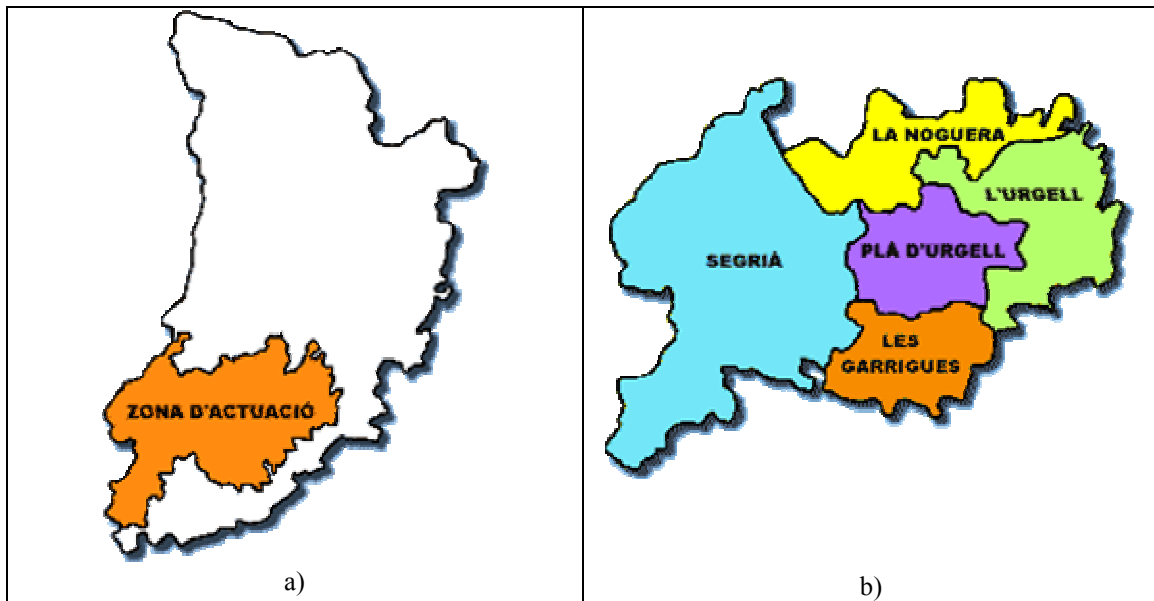 ZONA D'ACTUACIÓ
a)
LA NOGUERA
L'URGELL
PLÀ D'URGELL
SEGRIÀ
LES
GARRIGUES
b)